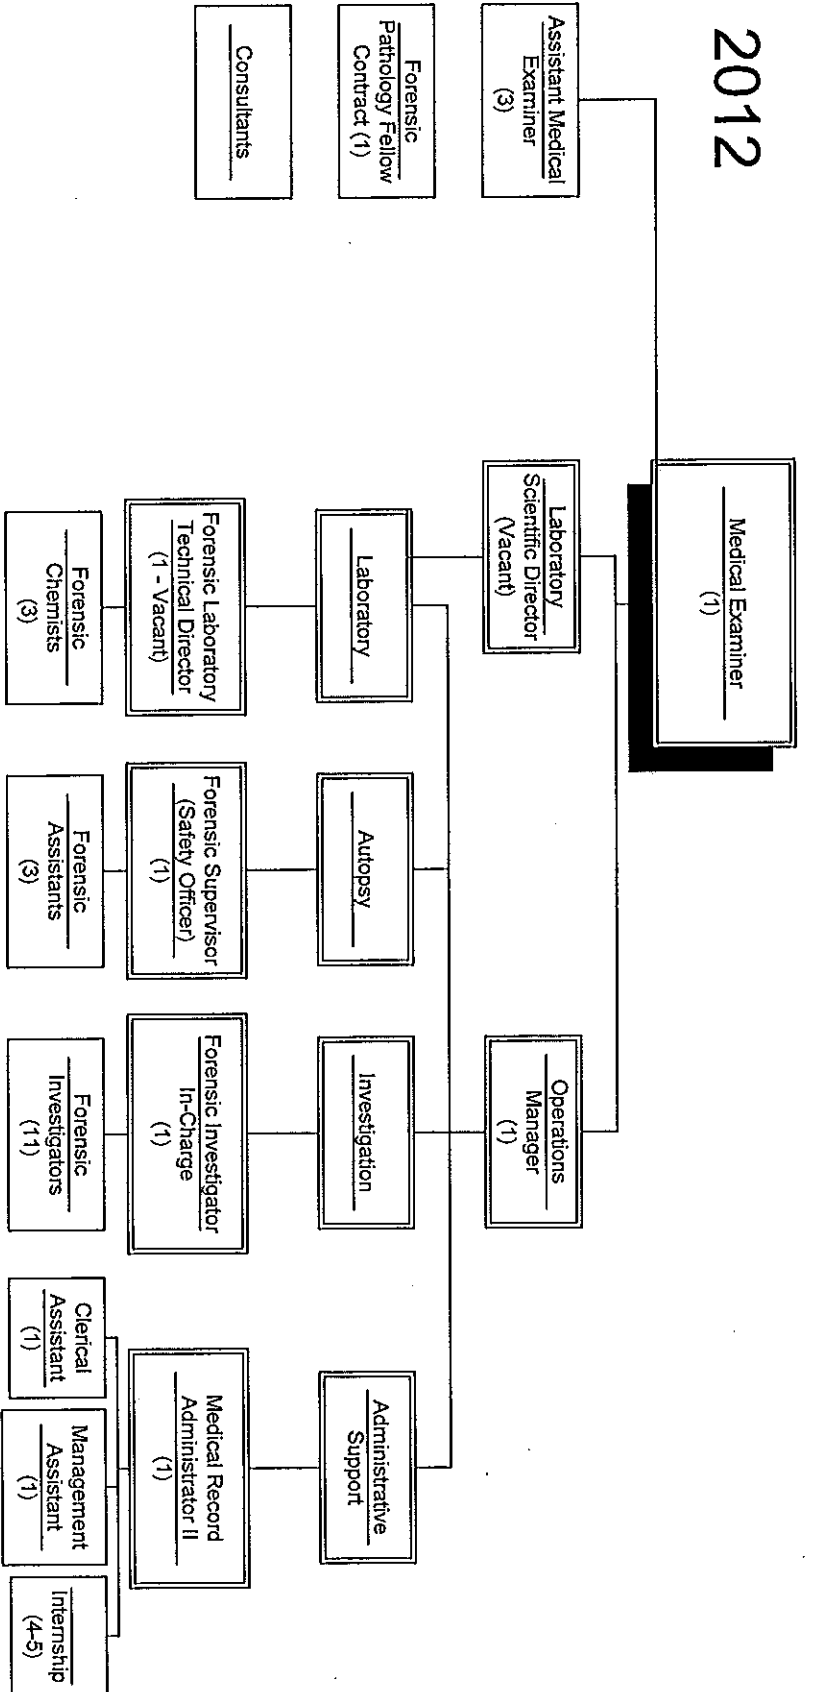 2012
Medical Examiner
(1)
Assistant Medical
Examiner
(3)
Forensic
Pathology Fellow
Contract (1)
Consultants
Laboratory
Scientific Director
(Vacant)
Operations
Manager
(1)
Laboratory
Autopsy
Investigation
Administrative
Support
Forensic Laboratory
Technical Director
(1 - Vacant)
Forensic Supervisor
(Safety Officer)
(1)
Forensic Investigator
In-Charge
(1)
Medical Record
Administrator II
(1)
Forensic
Chemists
(3)
Forensic
Assistants
(3)
Forensic
Investigators
(11)
Clerical
Assistant
(1)
Management
Assistant
(1)
Internship
(4-5)